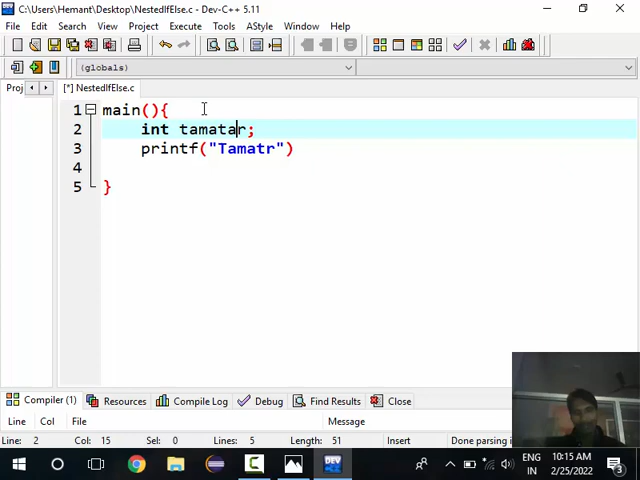 C:\Users\Hemant\Desktop\NestedIfElse.c - Dev-C++ 5.11
File Edit Search View Project Execute Tools AStyle Window Help
(globals)
Proj [*] NestedIfElse.c
1 main(){
2 int tamatar;
3 printf("Tamatr")
4
5 }
Compiler (1) Resources Compile Log Debug Find Results Close
Line Col File Message
Line: 2 Col: 15 Sel: 0 Lines: 5 Length: 51 Insert Done parsing i
DEV
ENG
IN
10:15 AM
2/25/2022
3